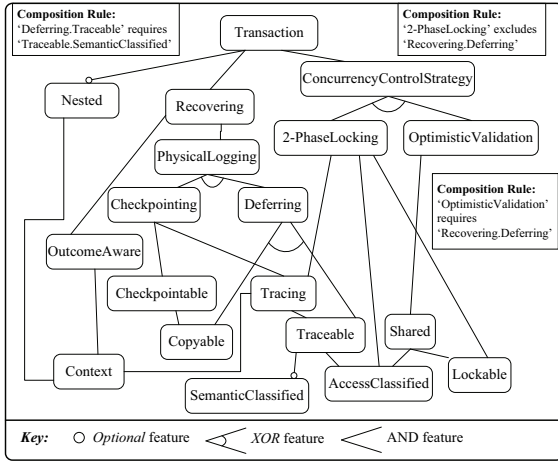 Composition Rule:
‘Deferring.Traceable’ requires
‘Traceable.SemanticClassified’
Transaction
Composition Rule:
‘2-PhaseLocking’ excludes
‘Recovering.Deferring’
ConcurrencyControlStrategy
Nested
Recovering
2-PhaseLocking
OptimisticValidation
PhysicalLogging
Checkpointing
Deferring
Composition Rule:
‘OptimisticValidation’
requires
‘Recovering.Deferring’
OutcomeAware
Checkpointable
Tracing
Copyable
Traceable
Shared
Context
SemanticClassified
AccessClassified
Lockable
Key: Optional feature XOR feature AND feature